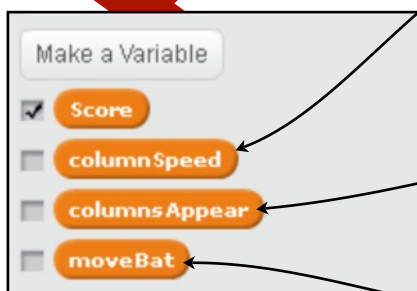 Make a Variable
Score
columnSpeed
columnsAppear
moveBat